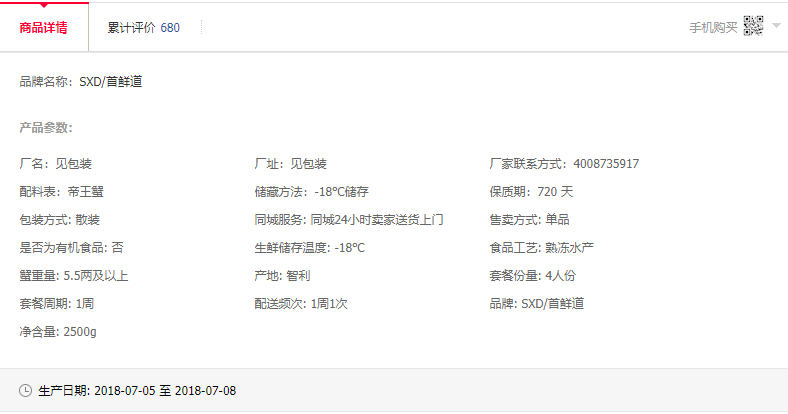 商品详情 累计评价 680 手机购买
品牌名称: SXD/首鲜道
产品参数:
厂名: 见包装 厂址: 见包装 厂家联系方式: 4008735917
配料表: 帝王蟹 储藏方法: -18℃储存 保质期: 720 天
包装方式: 散装 同城服务: 同城24小时卖家送货上门 售卖方式: 单品
是否为有机食品: 否 生鲜储存温度: -18℃ 食品工艺: 熟冻水产
蟹重量: 5.5两及以上 产地: 智利 套餐份量: 4人份
套餐周期: 1周 配送频次: 1周1次 品牌: SXD/首鲜道
净含量: 2500g
生产日期: 2018-07-05 至 2018-07-08